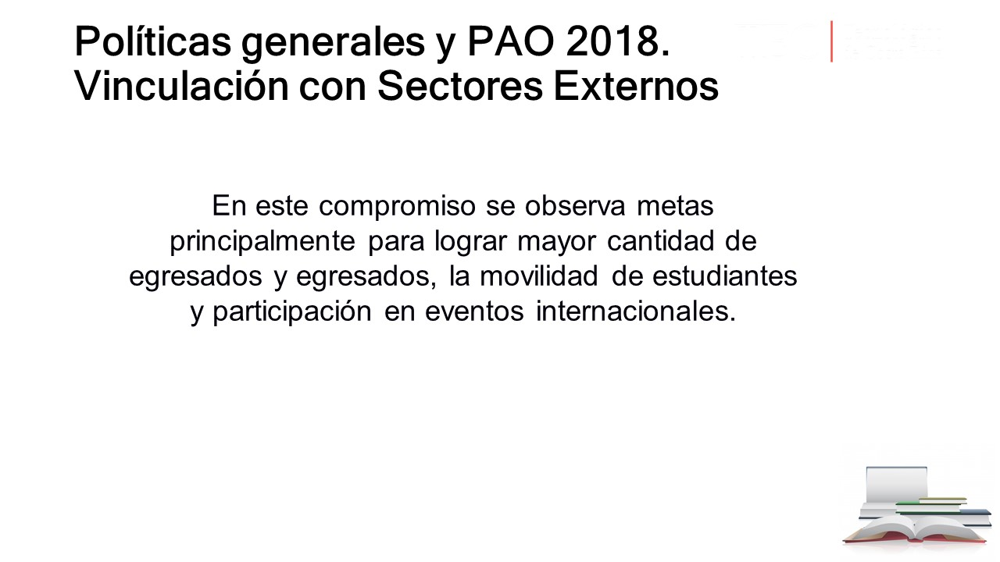 Políticas generales y PAO 2018.
Vinculación con Sectores Externos
En este compromiso se observa metas
principalmente para lograr mayor cantidad de
egresados y egresados, la movilidad de estudiantes
y participación en eventos internacionales.